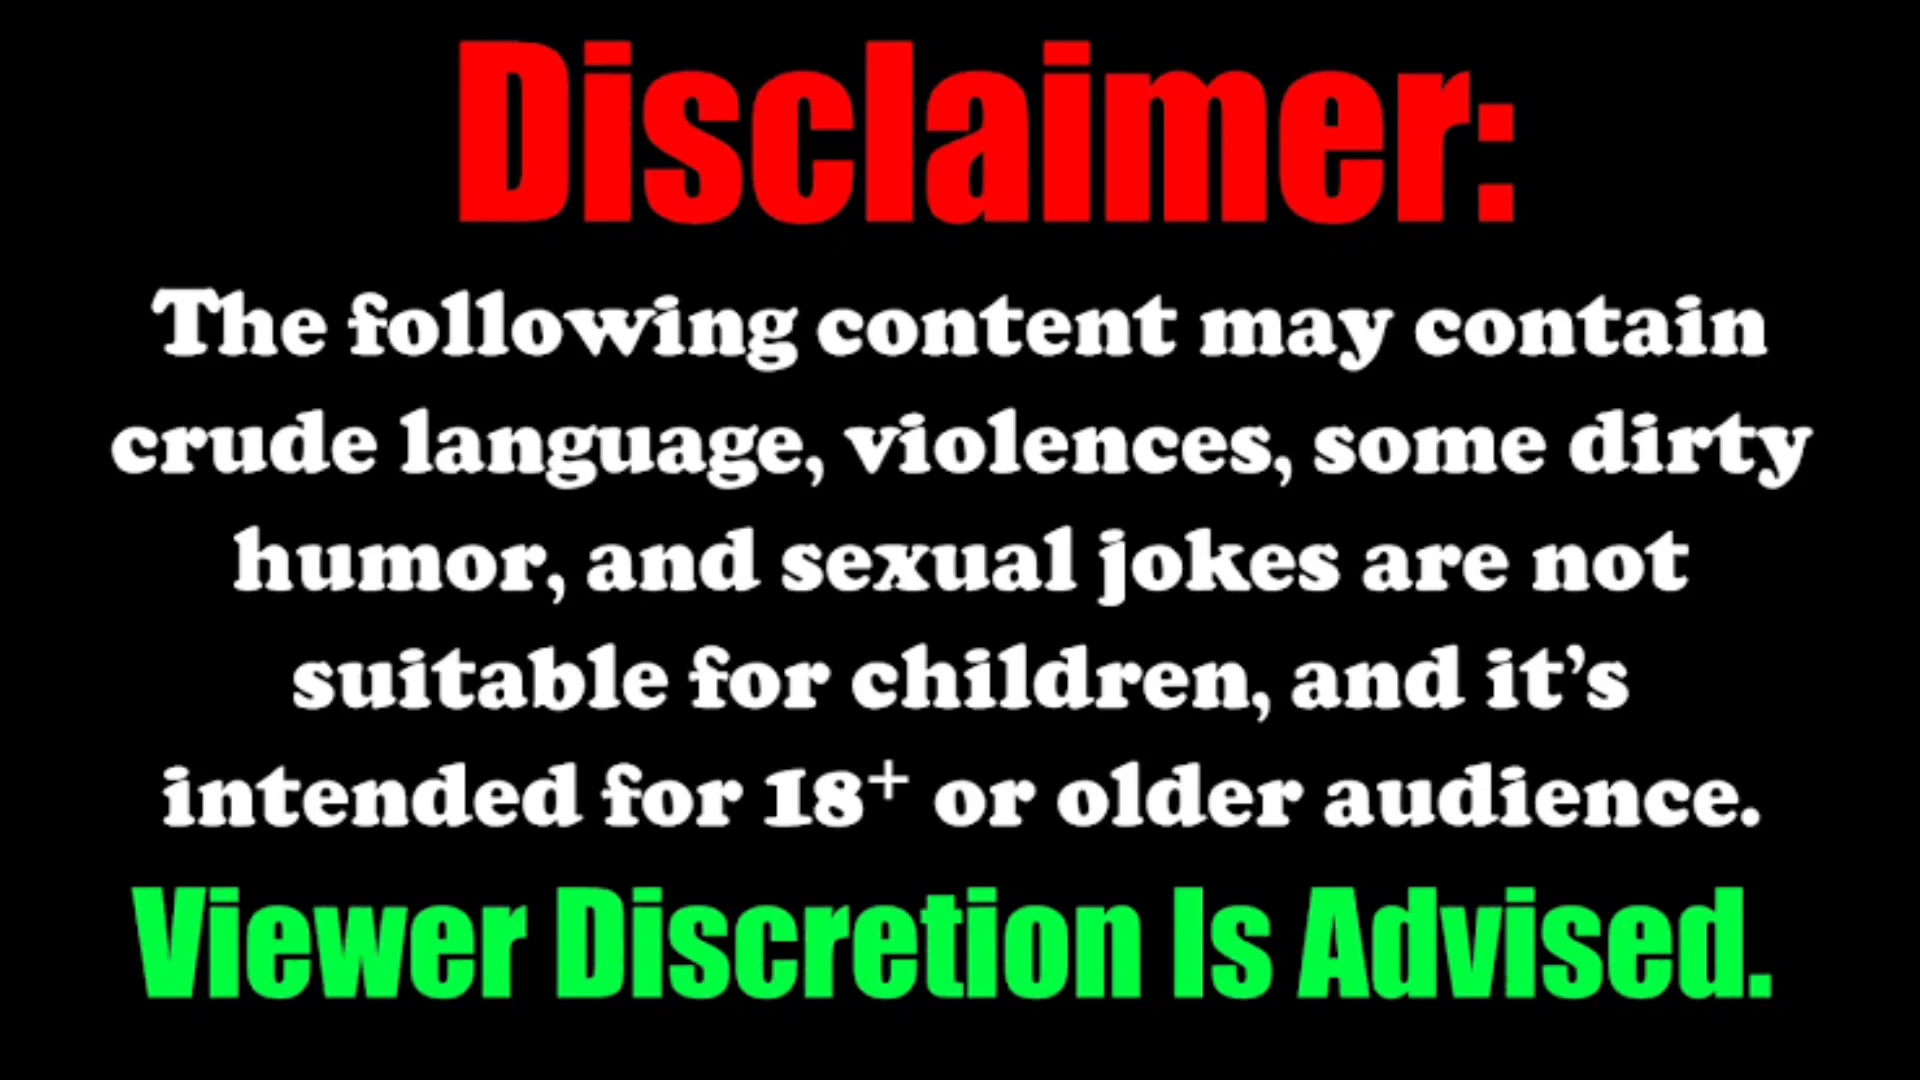 Disclaimer:
The following content may contain
crude language, violences, some dirty
humor, and sexual jokes are not
suitable for children, and it’s
intended for 18⁺ or older audience.
Viewer Discretion Is Advised.